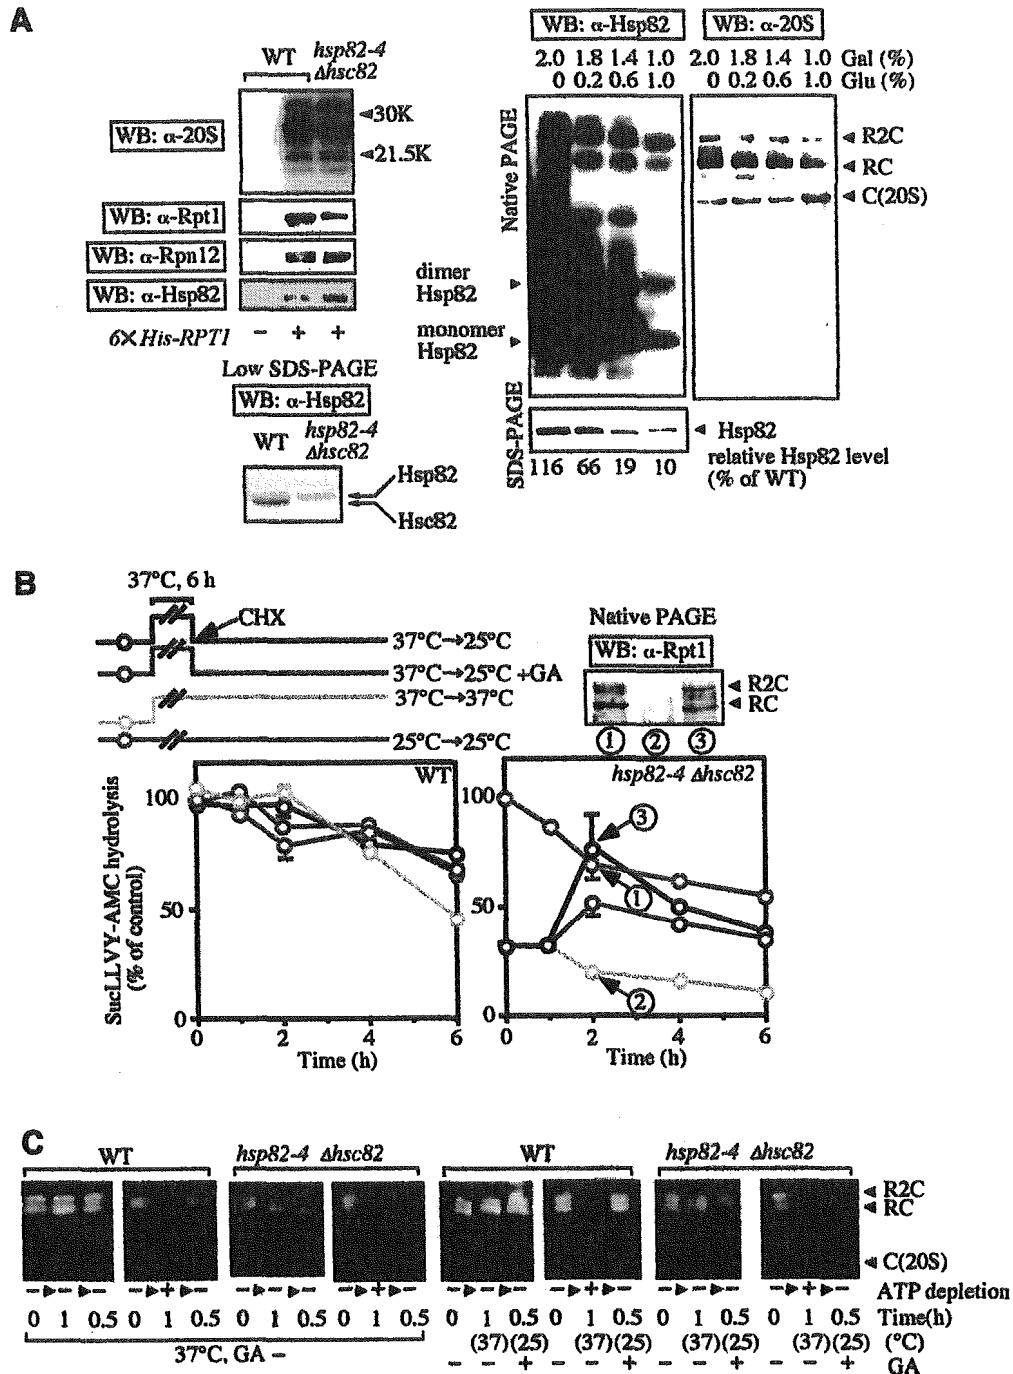 A
WT
hsp82-4
Δhsc82
WB: α-20S
30K
21.5K
WB: α-Rpt1
WB: α-Rpn12
WB: α-Hsp82
6×His-RPT1 − + +
Low SDS-PAGE
WB: α-Hsp82
WT
hsp82-4
Δhsc82
Hsp82
Hsc82
WB: α-Hsp82
WB: α-20S
2.0 1.8 1.4 1.0 2.0 1.8 1.4 1.0 Gal (%)
0 0.2 0.6 1.0 0 0.2 0.6 1.0 Glu (%)
Native PAGE
R2C
RC
C(20S)
dimer
Hsp82
monomer
Hsp82
SDS-PAGE
Hsp82
116 66 19 10
relative Hsp82 level
(% of WT)
B
37°C, 6 h
CHX
37°C→25°C
37°C→25°C +GA
37°C→37°C
25°C→25°C
Native PAGE
WB: α-Rpt1
R2C
RC
① ② ③
SucLLVY-AMC hydrolysis
(% of control)
WT
100
50
0
0 2 4 6
Time (h)
hsp82-4 Δhsc82
100
50
0
③
①
②
0 2 4 6
Time (h)
C
WT
hsp82-4 Δhsc82
WT
hsp82-4 Δhsc82
R2C
RC
C(20S)
− − − − + − − − − − + − − − − − + − − − − − + − ATP depletion
0 1 0.5 0 1 0.5 0 1 0.5 0 1 0.5 0 1 0.5 0 1 0.5 0 1 0.5 0 1 0.5 Time(h)
37°C, GA −
(37)(25) (37)(25) (37)(25) (37)(25) (°C)
− − + − − + − − + − − + GA